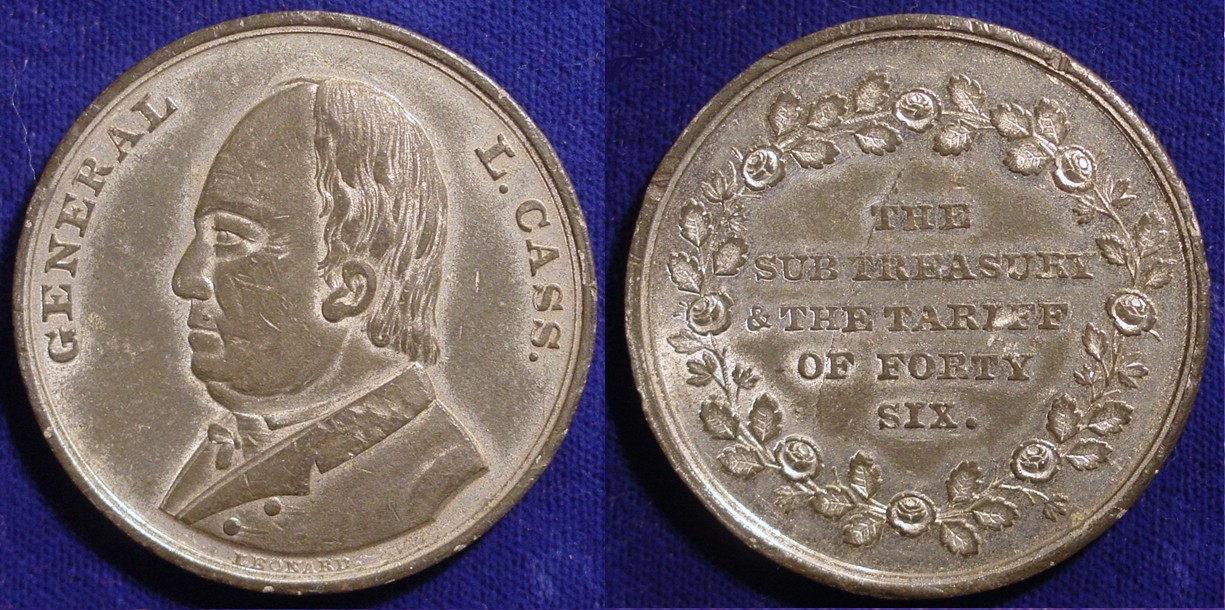 GENERAL L. CASS.
LEONARD.
THE
SUB TREASURY
& THE TARIFF
OF FORTY
SIX.